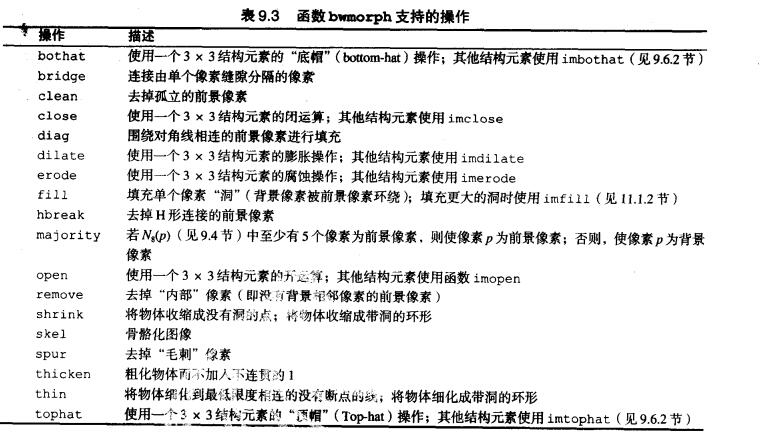 表 9.3 函数 bwmorph 支持的操作
操作 描述
bothat 使用一个 3 × 3 结构元素的“底帽”（bottom-hat）操作；其他结构元素使用 imbothat（见 9.6.2 节）
bridge 连接由单个像素缝隙分隔的像素
clean 去掉孤立的前景像素
close 使用一个 3 × 3 结构元素的闭运算；其他结构元素使用 imclose
diag 围绕对角线相连的前景像素进行填充
dilate 使用一个 3 × 3 结构元素的膨胀操作；其他结构元素使用 imdilate
erode 使用一个 3 × 3 结构元素的腐蚀操作；其他结构元素使用 imerode
fill 填充单个像素“洞”（背景像素被前景像素环绕）；填充更大的洞时使用 imfill（见 11.1.2 节）
hbreak 去掉 H 形连接的前景像素
majority 若 N8(p)（见 9.4 节）中至少有 5 个像素为前景像素，则使像素 p 为前景像素；否则，使像素 p 为背景
像素
open 使用一个 3 × 3 结构元素的开运算；其他结构元素使用函数 imopen
remove 去掉“内部”像素（即没有背景相邻像素的前景像素）
shrink 将物体收缩成没有洞的点；将物体收缩成带洞的环形
skel 骨骼化图像
spur 去掉“毛刺”像素
thicken 粗化物体而不加入不连贯的 1
thin 将物体细化到最低限度相连的没有断点的线；将物体细化成带洞的环形
tophat 使用一个 3 × 3 结构元素的“顶帽”（Top-hat）操作；其他结构元素使用 imtophat（见 9.6.2 节）